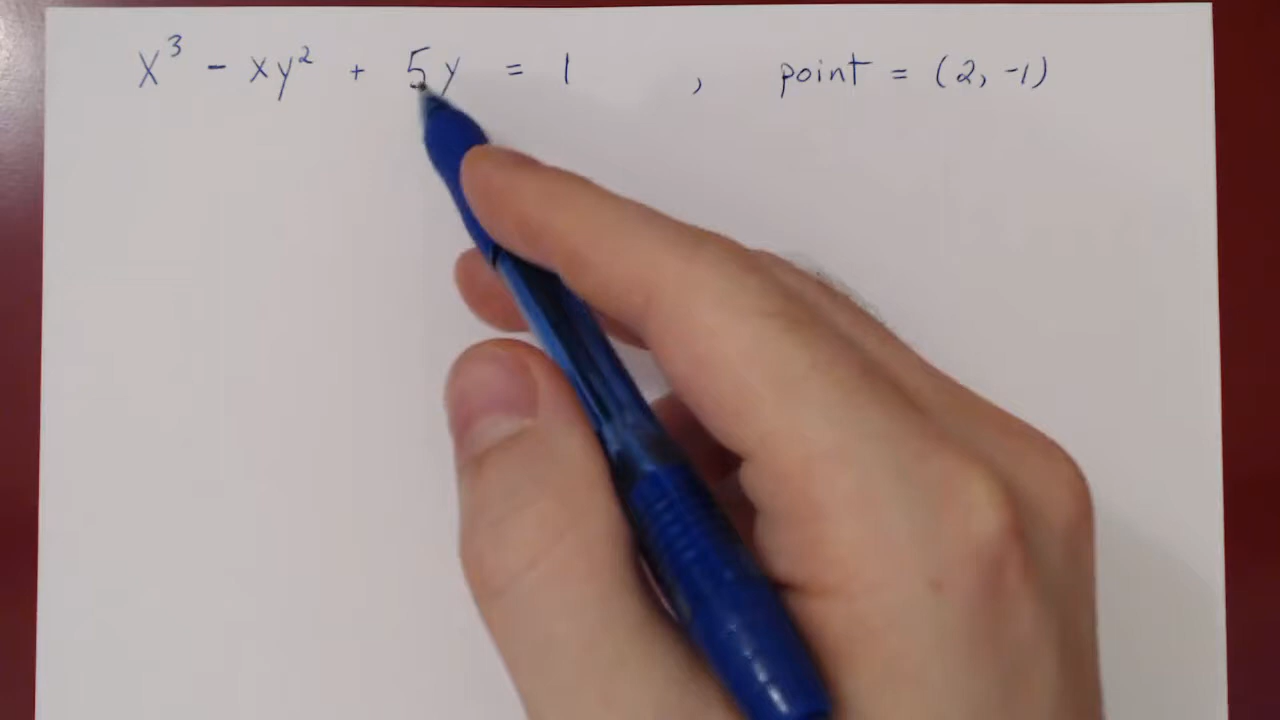 x³ - xy² + 5y = 1 , point = (2, -1)